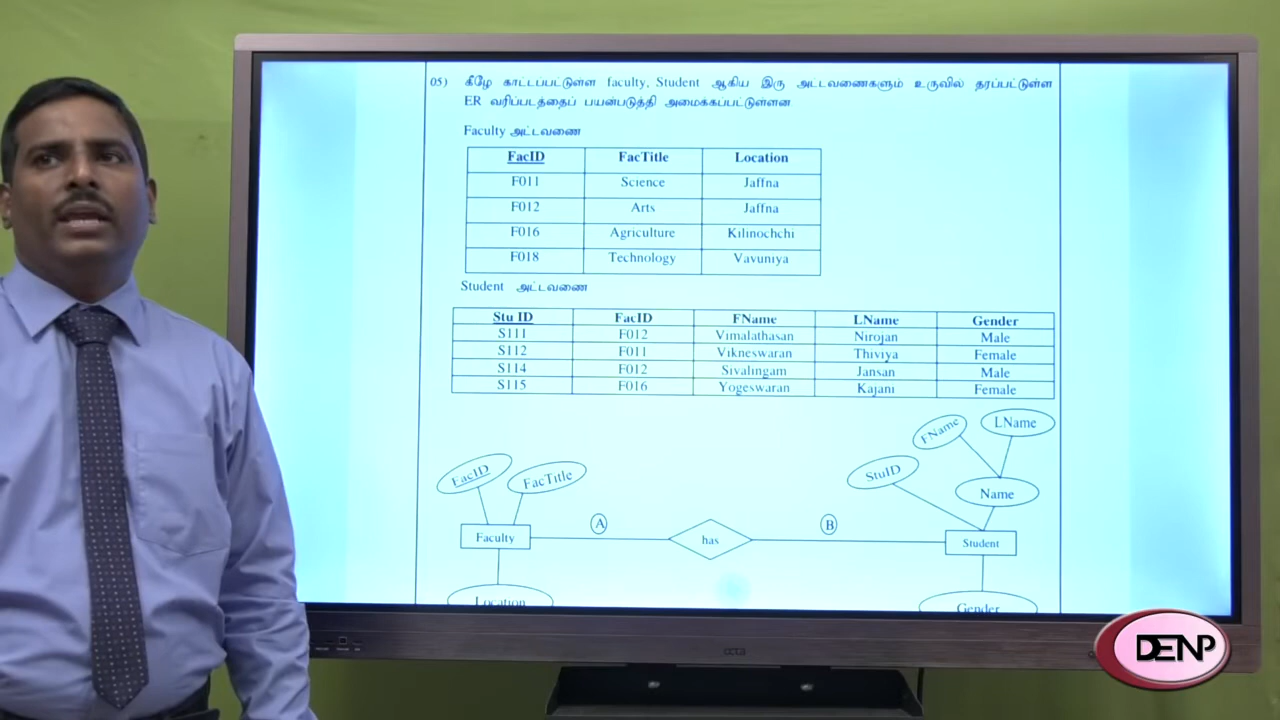 05) கீழே காட்டப்பட்டுள்ள faculty, Student ஆகிய இரு அட்டவணைகளும் உருவில் தரப்பட்டுள்ள
ER வரிப்படத்தைப் பயன்படுத்தி அமைக்கப்பட்டுள்ளன
Faculty அட்டவணை
FacID FacTitle Location
F011 Science Jaffna
F012 Arts Jaffna
F016 Agriculture Kilinochchi
F018 Technology Vavuniya
Student அட்டவணை
Stu ID FacID FName LName Gender
S111 F012 Vimalathasan Nirojan Male
S112 F011 Vikneswaran Thiviya Female
S114 F012 Sivalingam Jansan Male
S115 F016 Yogeswaran Kajani Female
FName LName
FacID FacTitle StuID
Name
A B
Faculty has Student
Location Gender
DENP